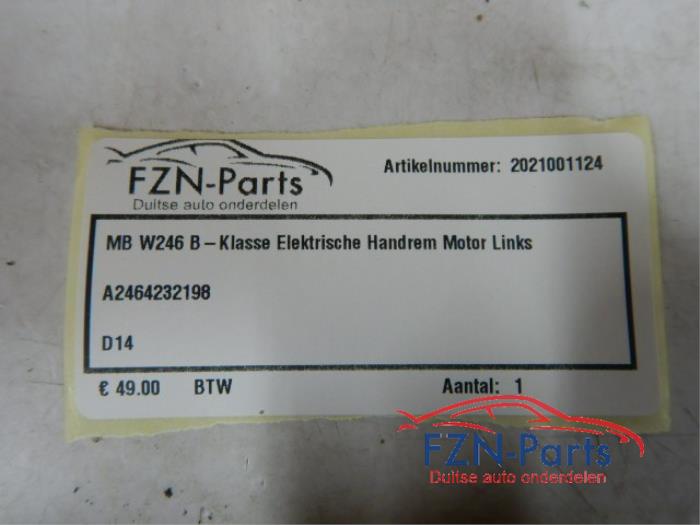 FZN-Parts
Duitse auto onderdelen
Artikelnummer: 2021001124
MB W246 B – Klasse Elektrische Handrem Motor Links
A2464232198
D14
€ 49.00 BTW Aantal: 1
FZN-Parts
Duitse auto onderdelen